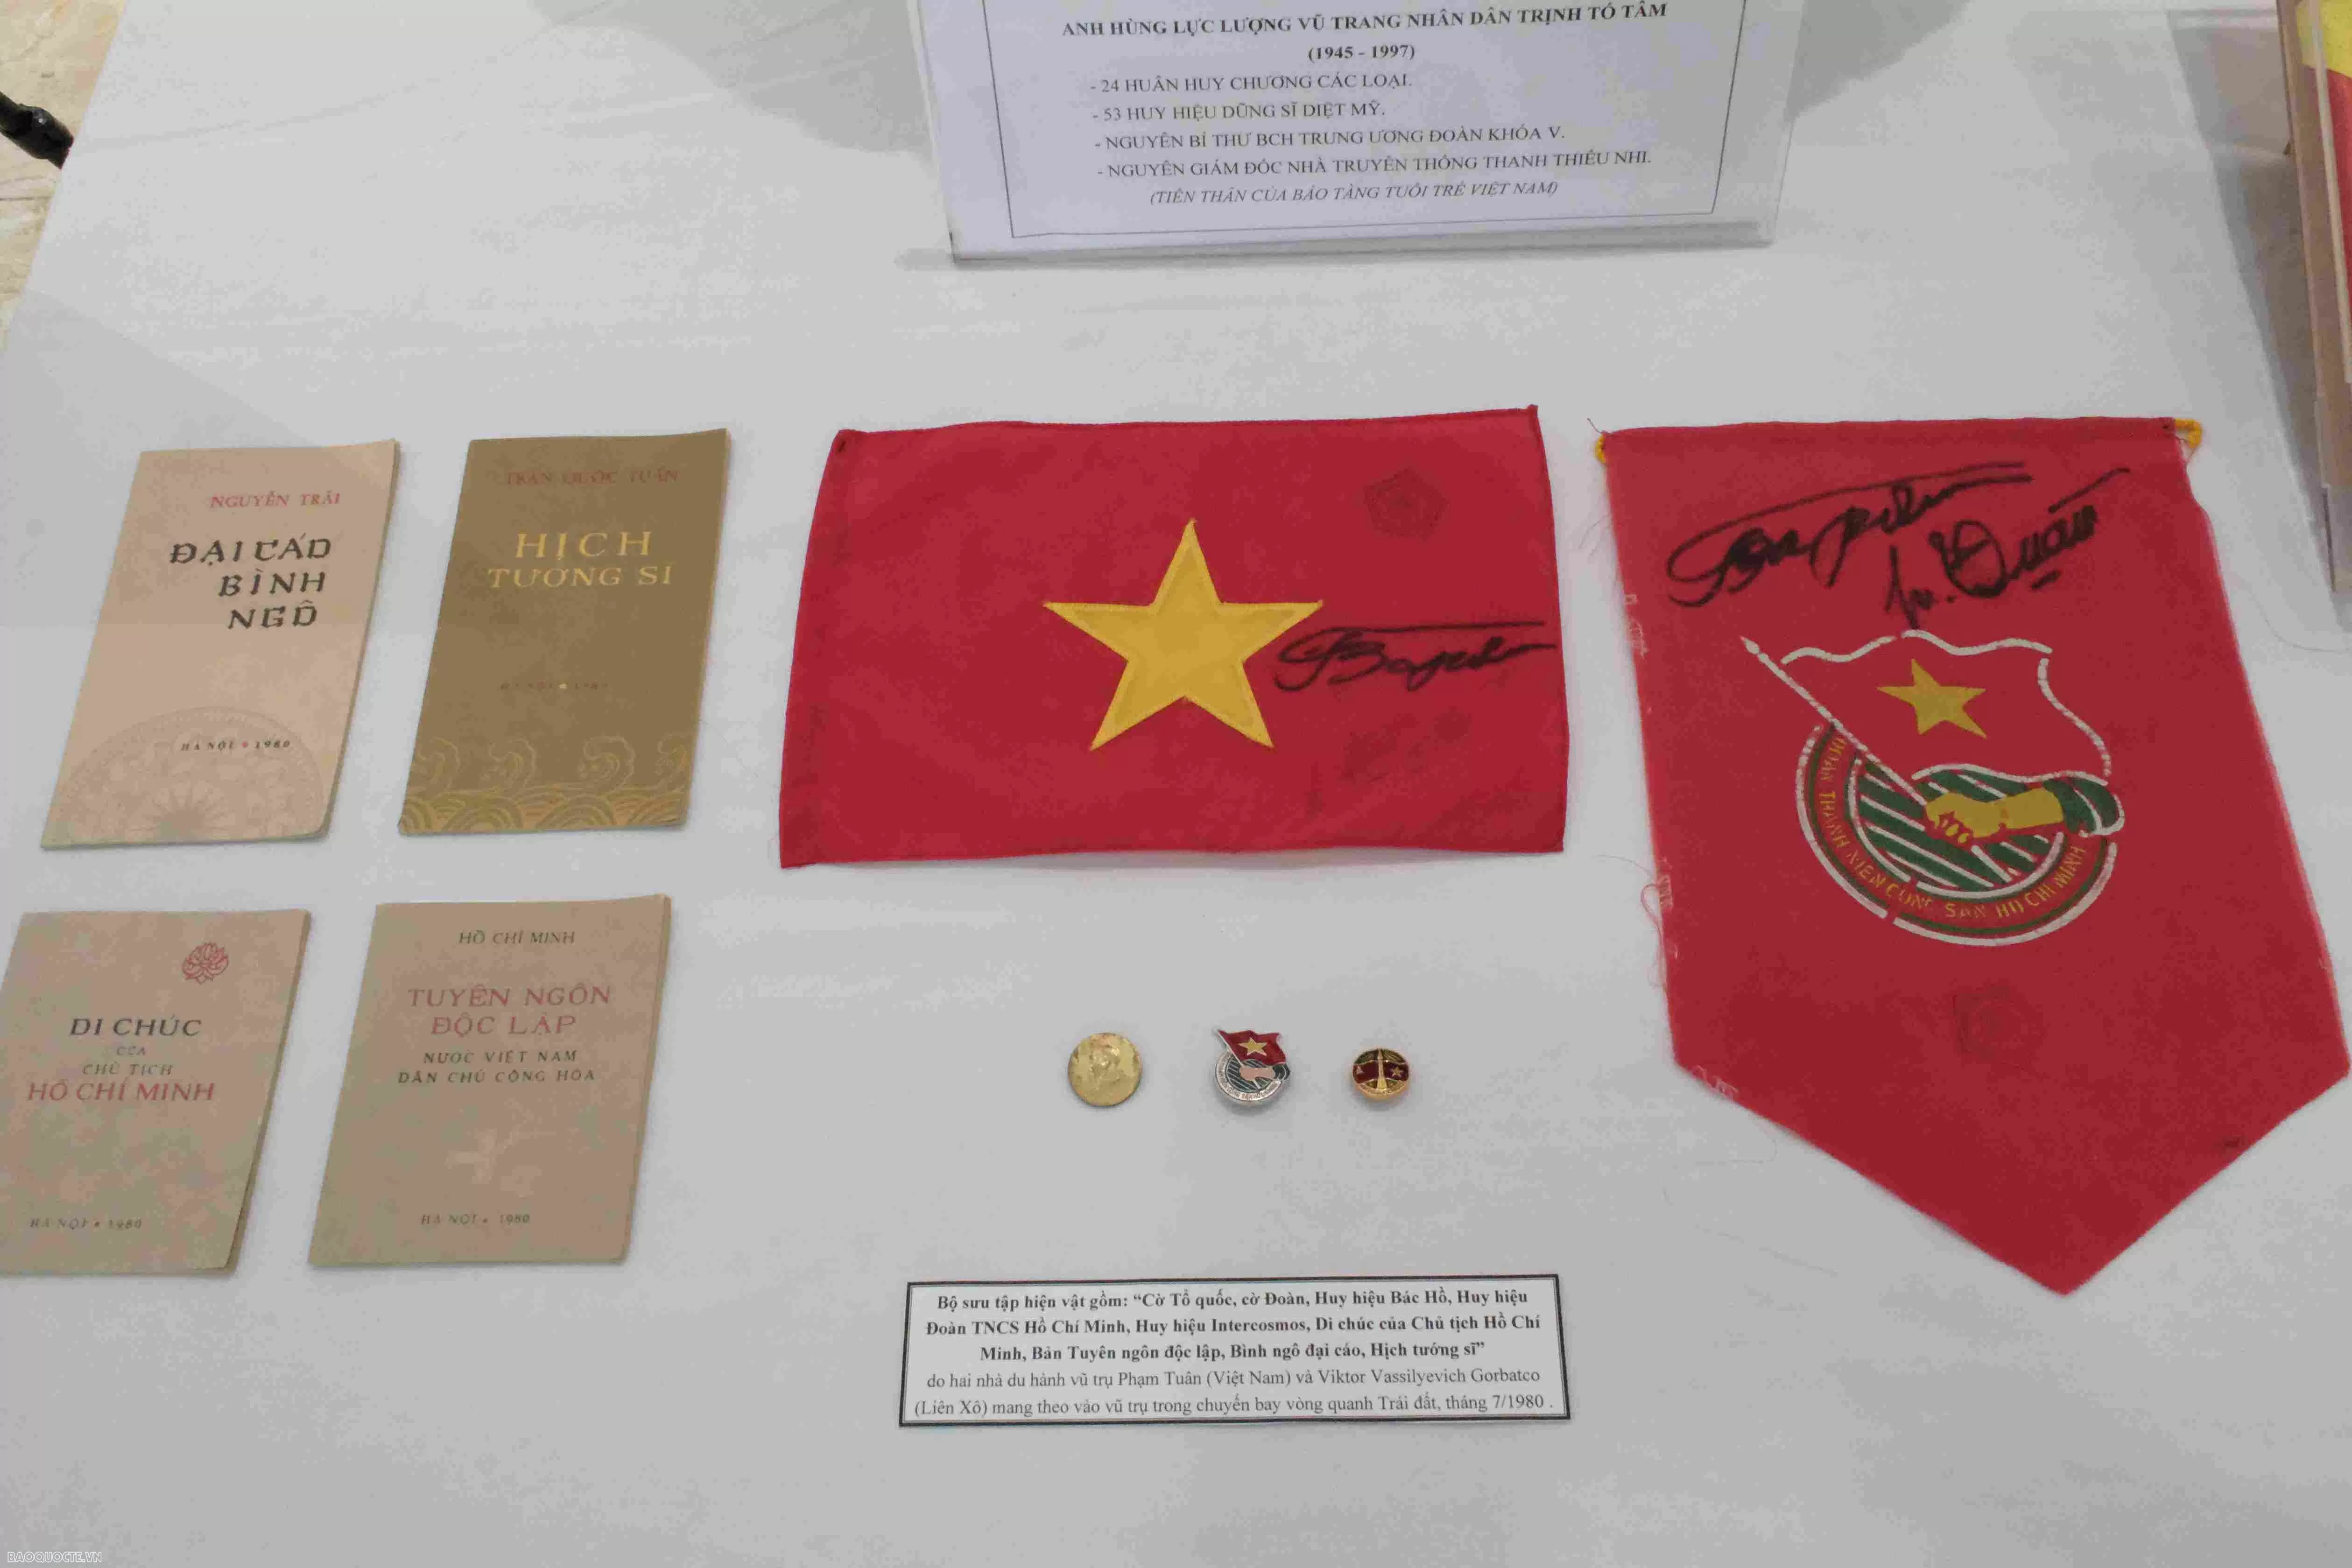 ANH HÙNG LỰC LƯỢNG VŨ TRANG NHÂN DÂN TRỊNH TỐ TÂM
(1945 - 1997)
- 24 HUÂN HUY CHƯƠNG CÁC LOẠI.
- 53 HUY HIỆU DŨNG SĨ DIỆT MỸ.
- NGUYÊN BÍ THƯ BCH TRUNG ƯƠNG ĐOÀN KHÓA V.
- NGUYÊN GIÁM ĐỐC NHÀ TRUYỀN THỐNG THANH THIẾU NHI.
(TIỀN THÂN CỦA BẢO TÀNG TUỔI TRẺ VIỆT NAM)
NGUYỄN TRÃI
ĐẠI CÁO
BÌNH
NGÔ
HÀ NỘI 1980
TRẦN QUỐC TUẤN
HỊCH
TƯỚNG SĨ
HÀ NỘI 1980
ĐOÀN THANH NIÊN CỘNG SẢN HỒ CHÍ MINH
DI CHÚC
CỦA
CHỦ TỊCH
HỒ CHÍ MINH
HÀ NỘI 1980
HỒ CHÍ MINH
TUYÊN NGÔN
ĐỘC LẬP
NƯỚC VIỆT NAM
DÂN CHỦ CỘNG HÒA
HÀ NỘI 1980
Bộ sưu tập hiện vật gồm: “Cờ Tổ quốc, cờ Đoàn, Huy hiệu Bác Hồ, Huy hiệu
Đoàn TNCS Hồ Chí Minh, Huy hiệu Intercosmos, Di chúc của Chủ tịch Hồ Chí
Minh, Bản Tuyên ngôn độc lập, Bình ngô đại cáo, Hịch tướng sĩ”
do hai nhà du hành vũ trụ Phạm Tuân (Việt Nam) và Viktor Vassilyevich Gorbatco
(Liên Xô) mang theo vào vũ trụ trong chuyến bay vòng quanh Trái đất, tháng 7/1980 .
BAOQUOCTE.VN